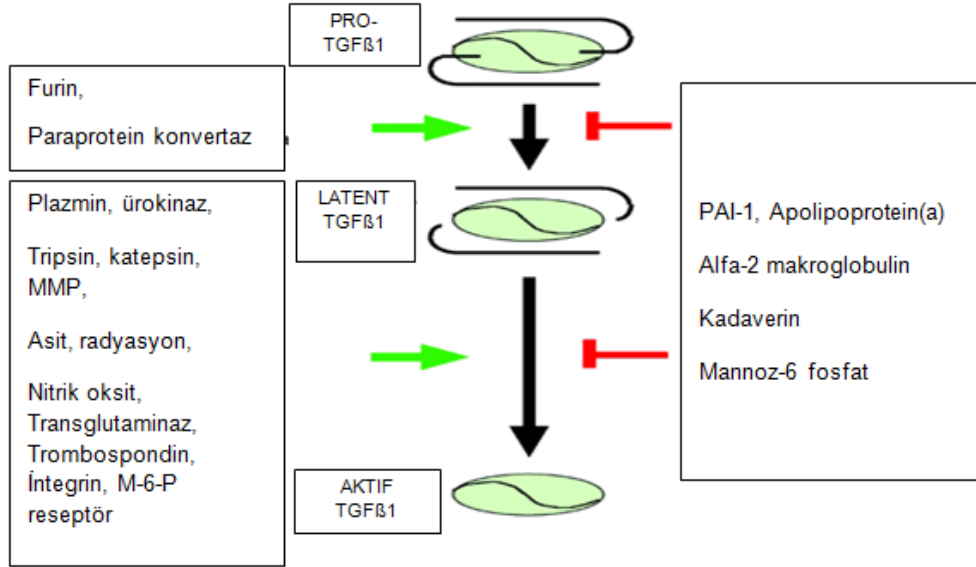 PRO-
TGFß1
Furin,
Paraprotein konvertaz
LATENT
TGFß1
Plazmin, ürokinaz,
Tripsin, katepsin,
MMP,
Asit, radyasyon,
Nitrik oksit,
Transglutaminaz,
Trombospondin,
Íntegrin, M-6-P
reseptör
AKTIF
TGFß1
PAI-1, Apolipoprotein(a)
Alfa-2 makroglobulin
Kadaverin
Mannoz-6 fosfat